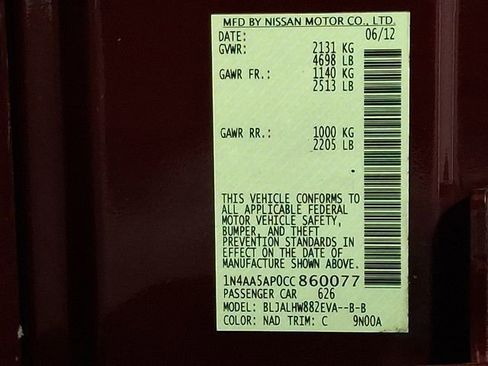 MFD BY NISSAN MOTOR CO., LTD.
DATE: 06/12
GVWR: 2131 KG
4698 LB
GAWR FR.: 1140 KG
2513 LB
GAWR RR.: 1000 KG
2205 LB
THIS VEHICLE CONFORMS TO
ALL APPLICABLE FEDERAL
MOTOR VEHICLE SAFETY,
BUMPER, AND THEFT
PREVENTION STANDARDS IN
EFFECT ON THE DATE OF
MANUFACTURE SHOWN ABOVE.
1N4AA5AP0CC860077
PASSENGER CAR 626
MODEL: BLJALHW882EVA--B-B
COLOR: NAD TRIM: C 9N00A